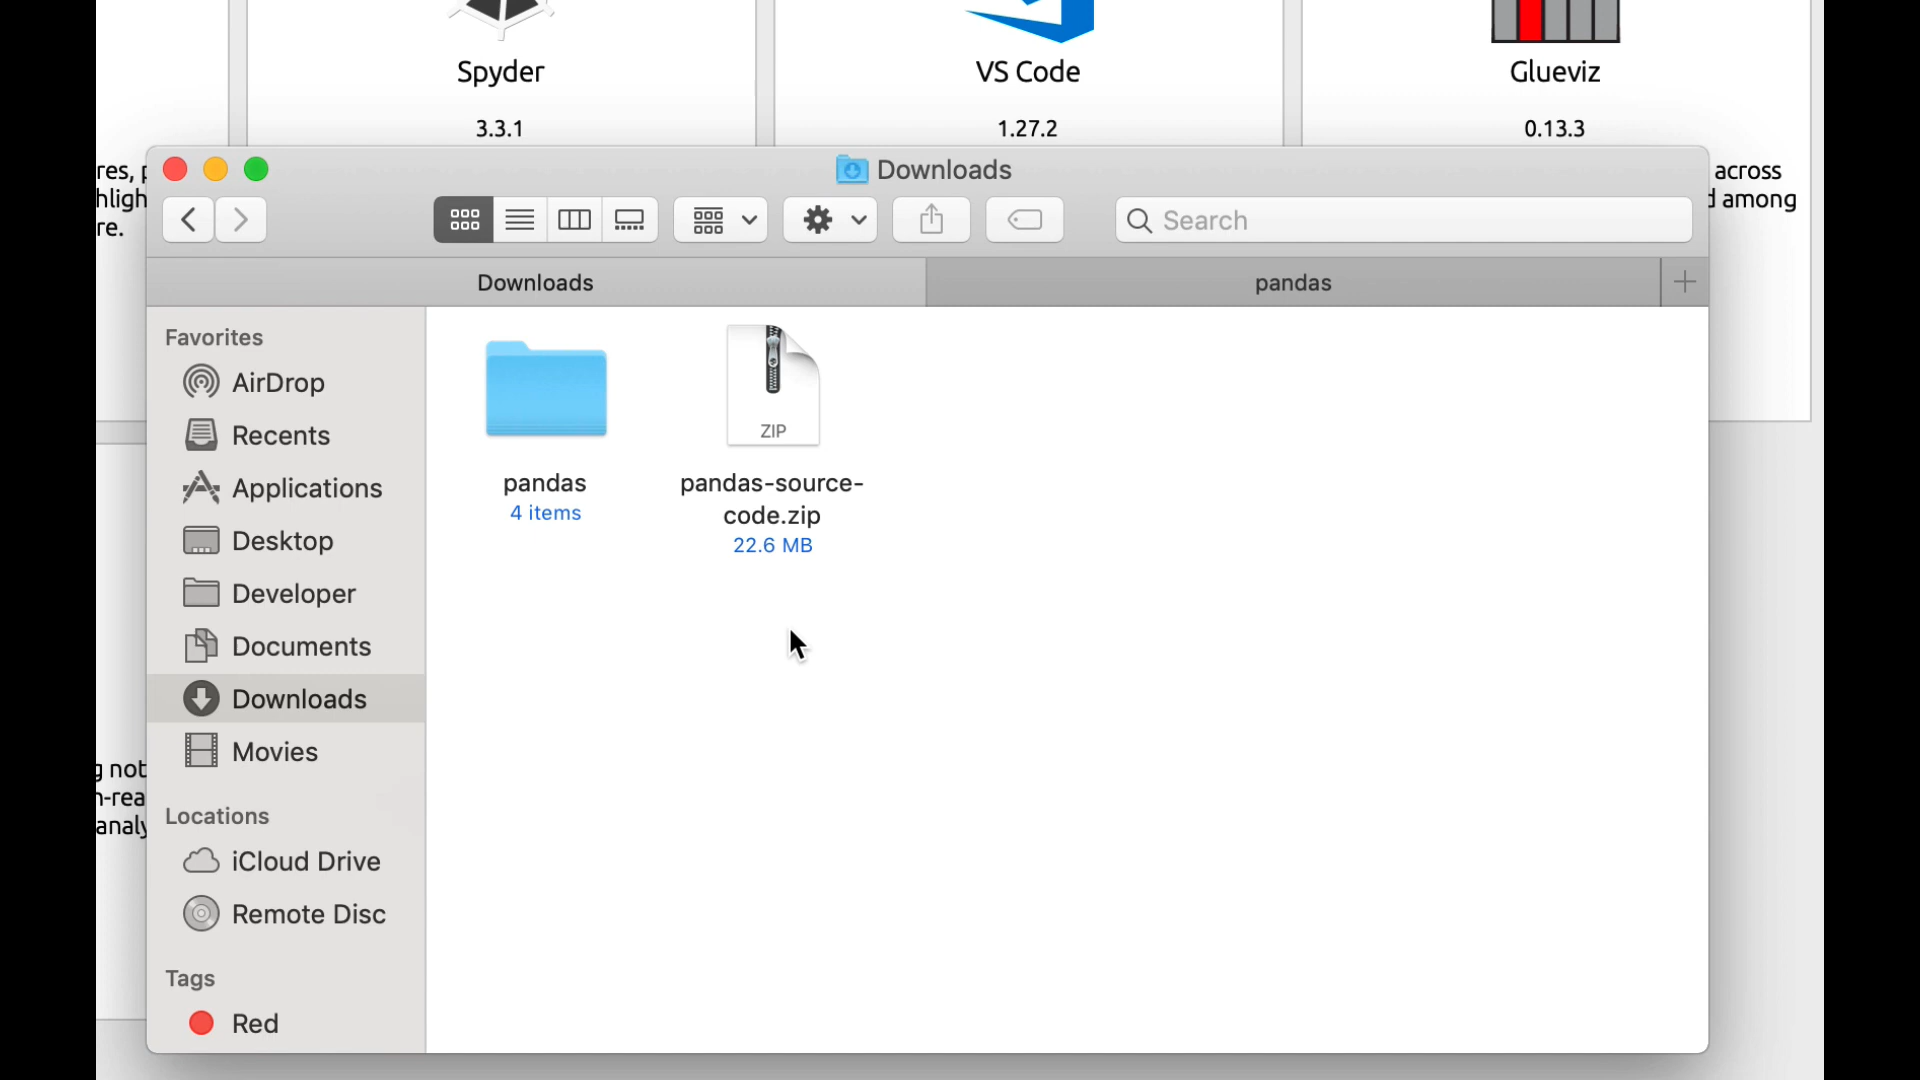 Spyder
VS Code
Glueviz
3.3.1
1.27.2
0.13.3
across
among
re.
Downloads
Search
Downloads
pandas
Favorites
AirDrop
Recents
Applications
Desktop
Developer
Documents
Downloads
Movies
Locations
iCloud Drive
Remote Disc
Tags
Red
pandas
4 items
ZIP
pandas-source-
code.zip
22.6 MB